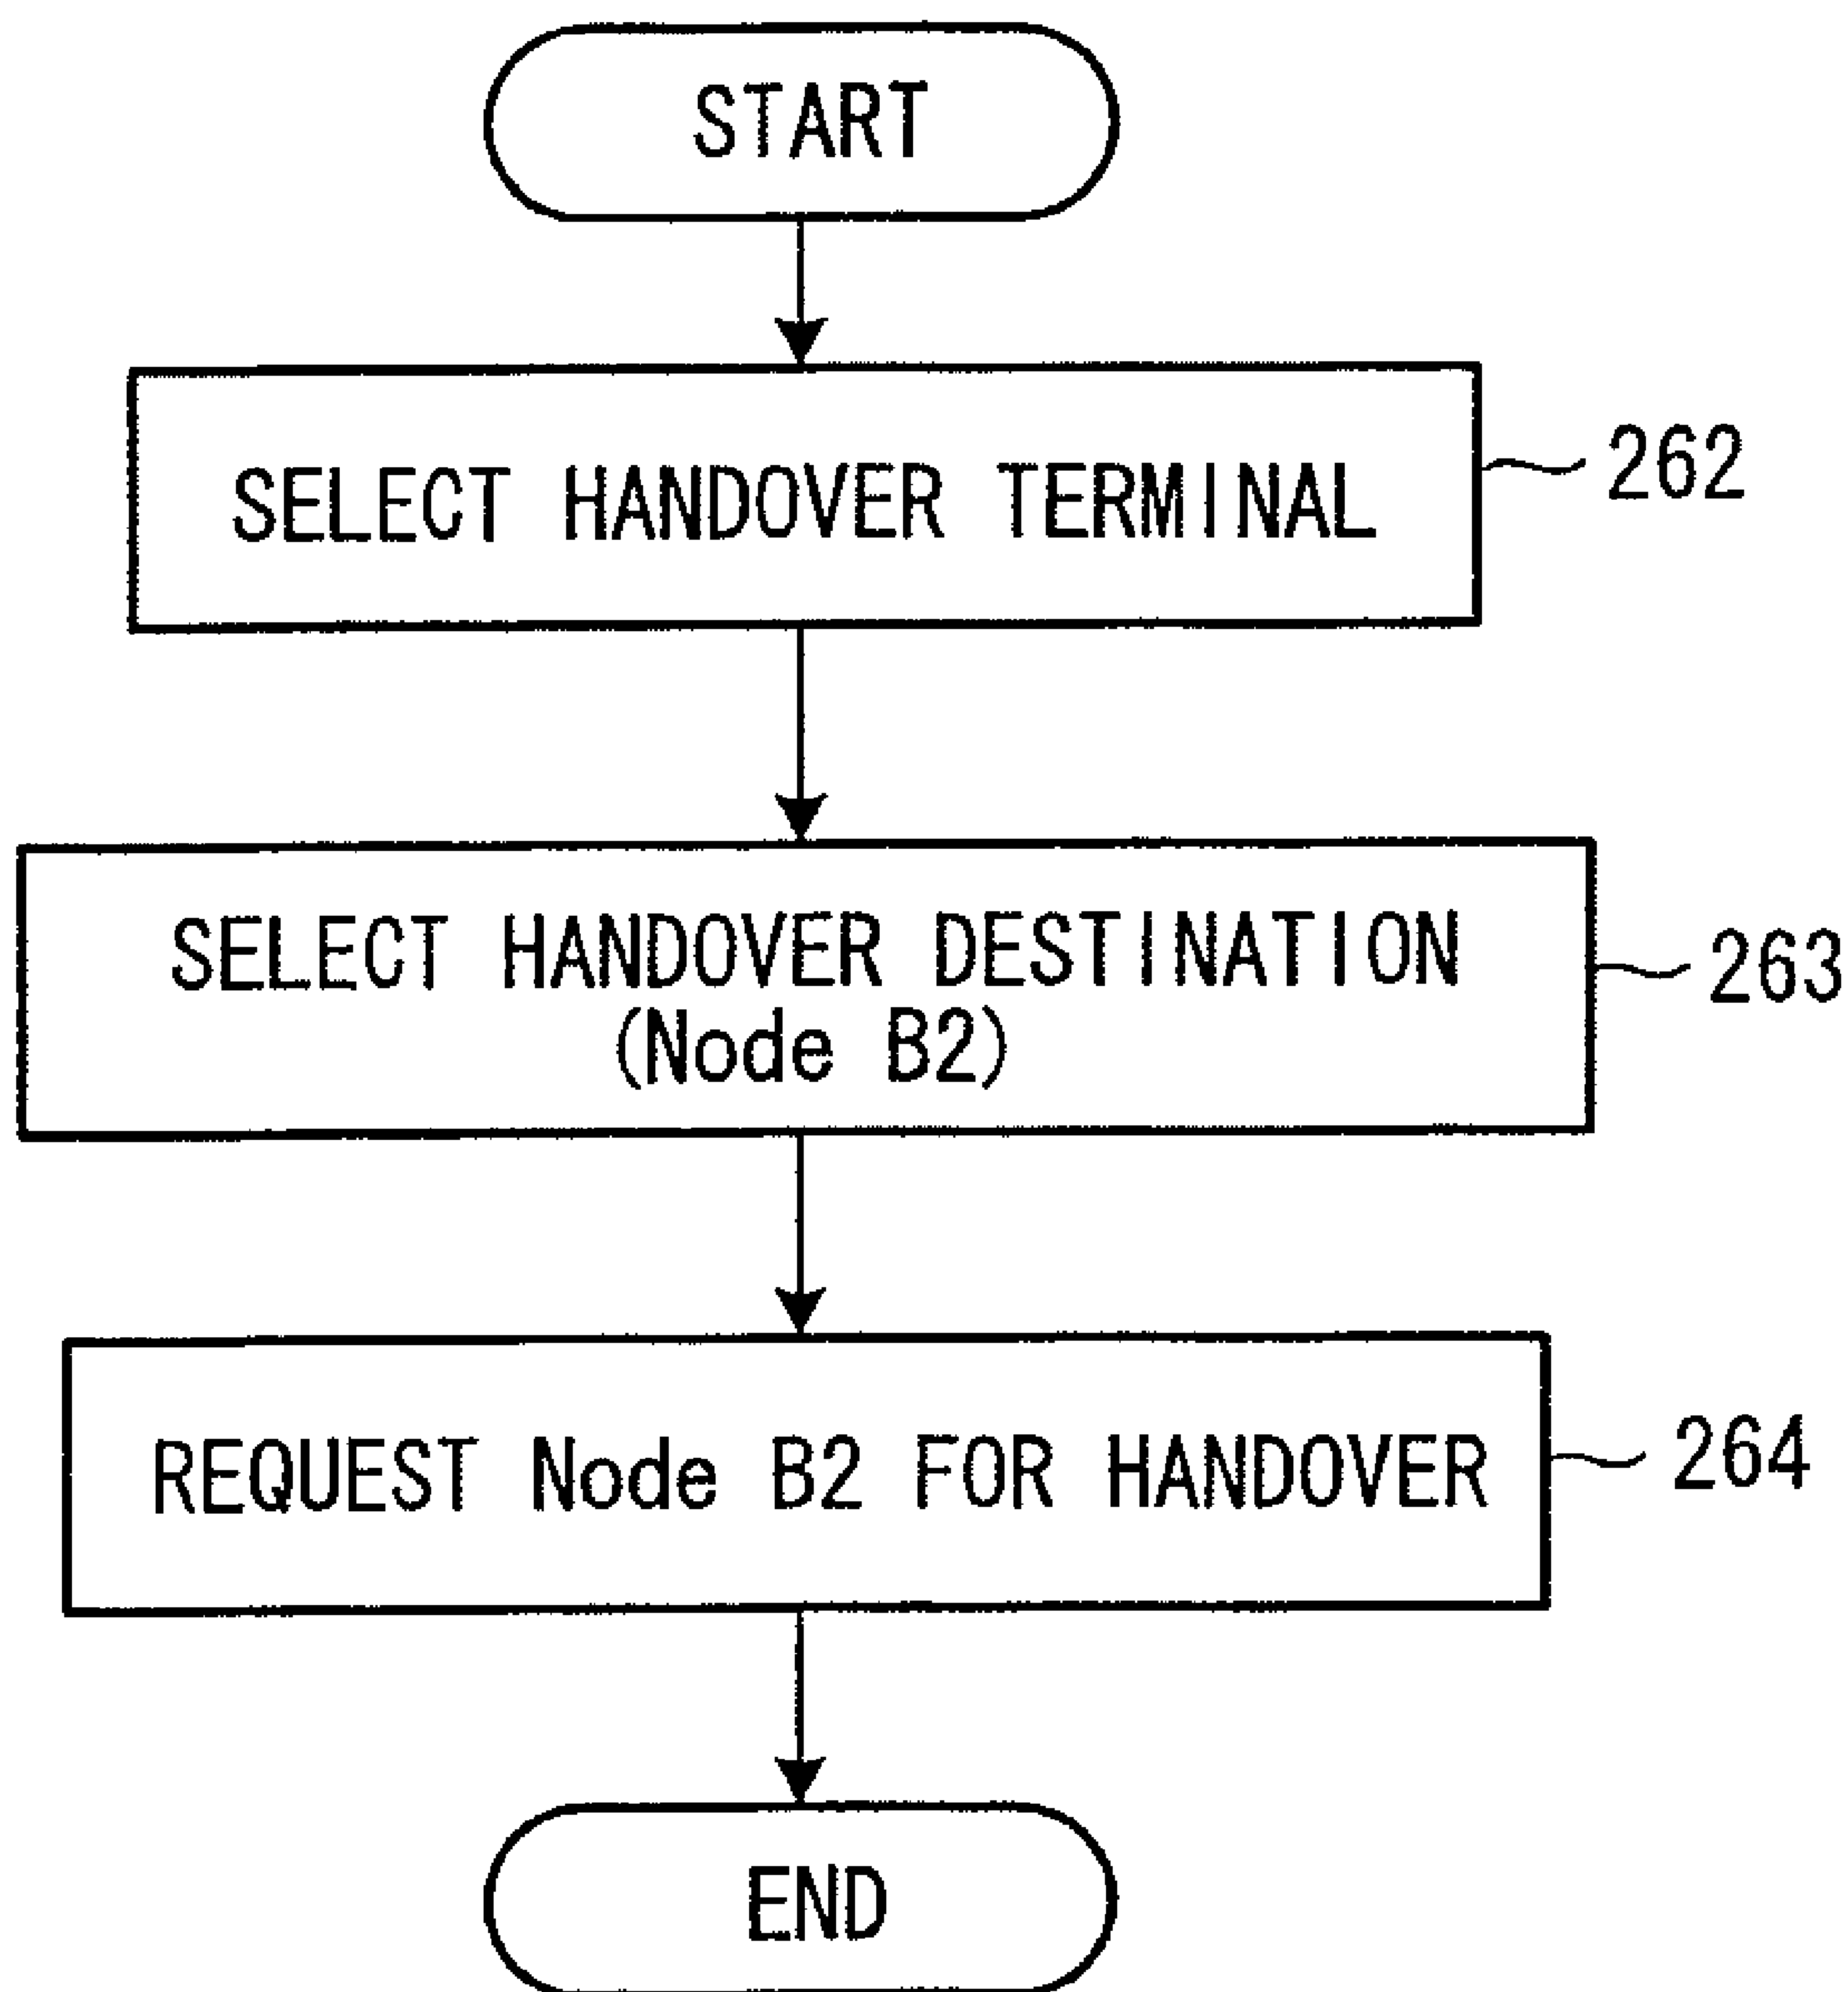 START
SELECT HANDOVER TERMINAL
262
SELECT HANDOVER DESTINATION
(Node B2)
263
REQUEST Node B2 FOR HANDOVER
264
END